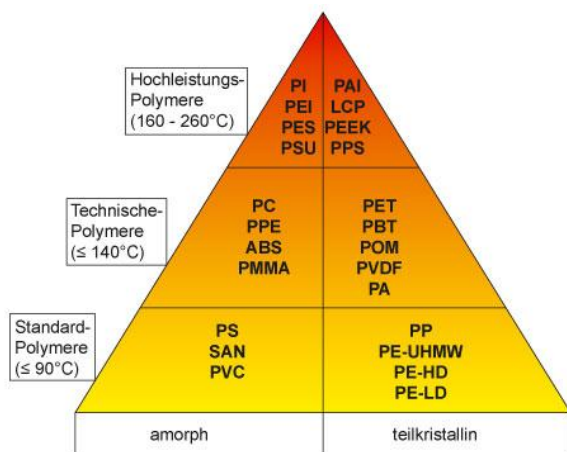 Hochleistungs-
Polymere
(160 - 260°C)
PI
PEI
PES
PSU
PAI
LCP
PEEK
PPS
Technische-
Polymere
(≤ 140°C)
PC
PPE
ABS
PMMA
PET
PBT
POM
PVDF
PA
Standard-
Polymere
(≤ 90°C)
PS
SAN
PVC
PP
PE-UHMW
PE-HD
PE-LD
amorph
teilkristallin